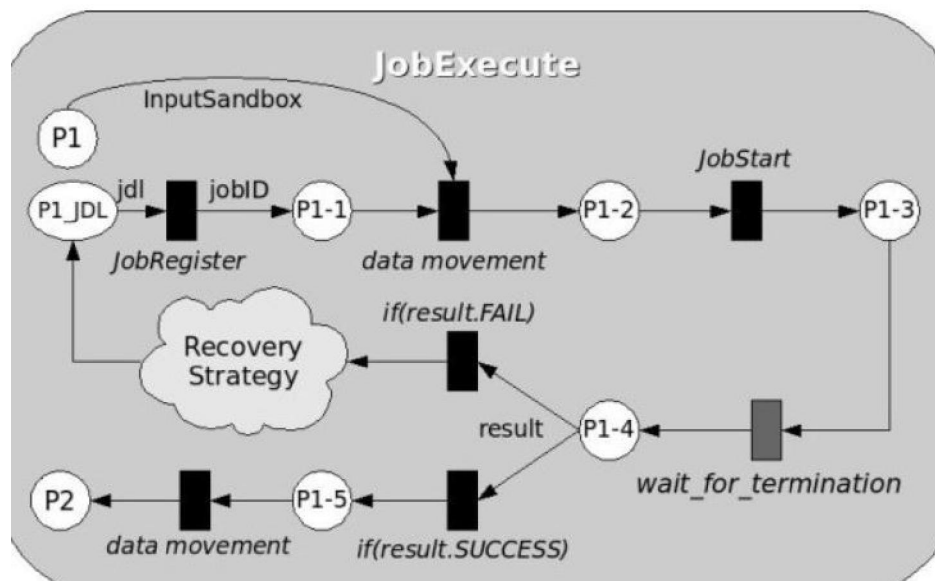 JobExecute
InputSandbox
P1
JobStart
P1_JDL
jdl
jobID
P1-1
P1-2
P1-3
JobRegister
data movement
if(result.FAIL)
Recovery
Strategy
result
P1-4
wait_for_termination
P2
P1-5
data movement
if(result.SUCCESS)